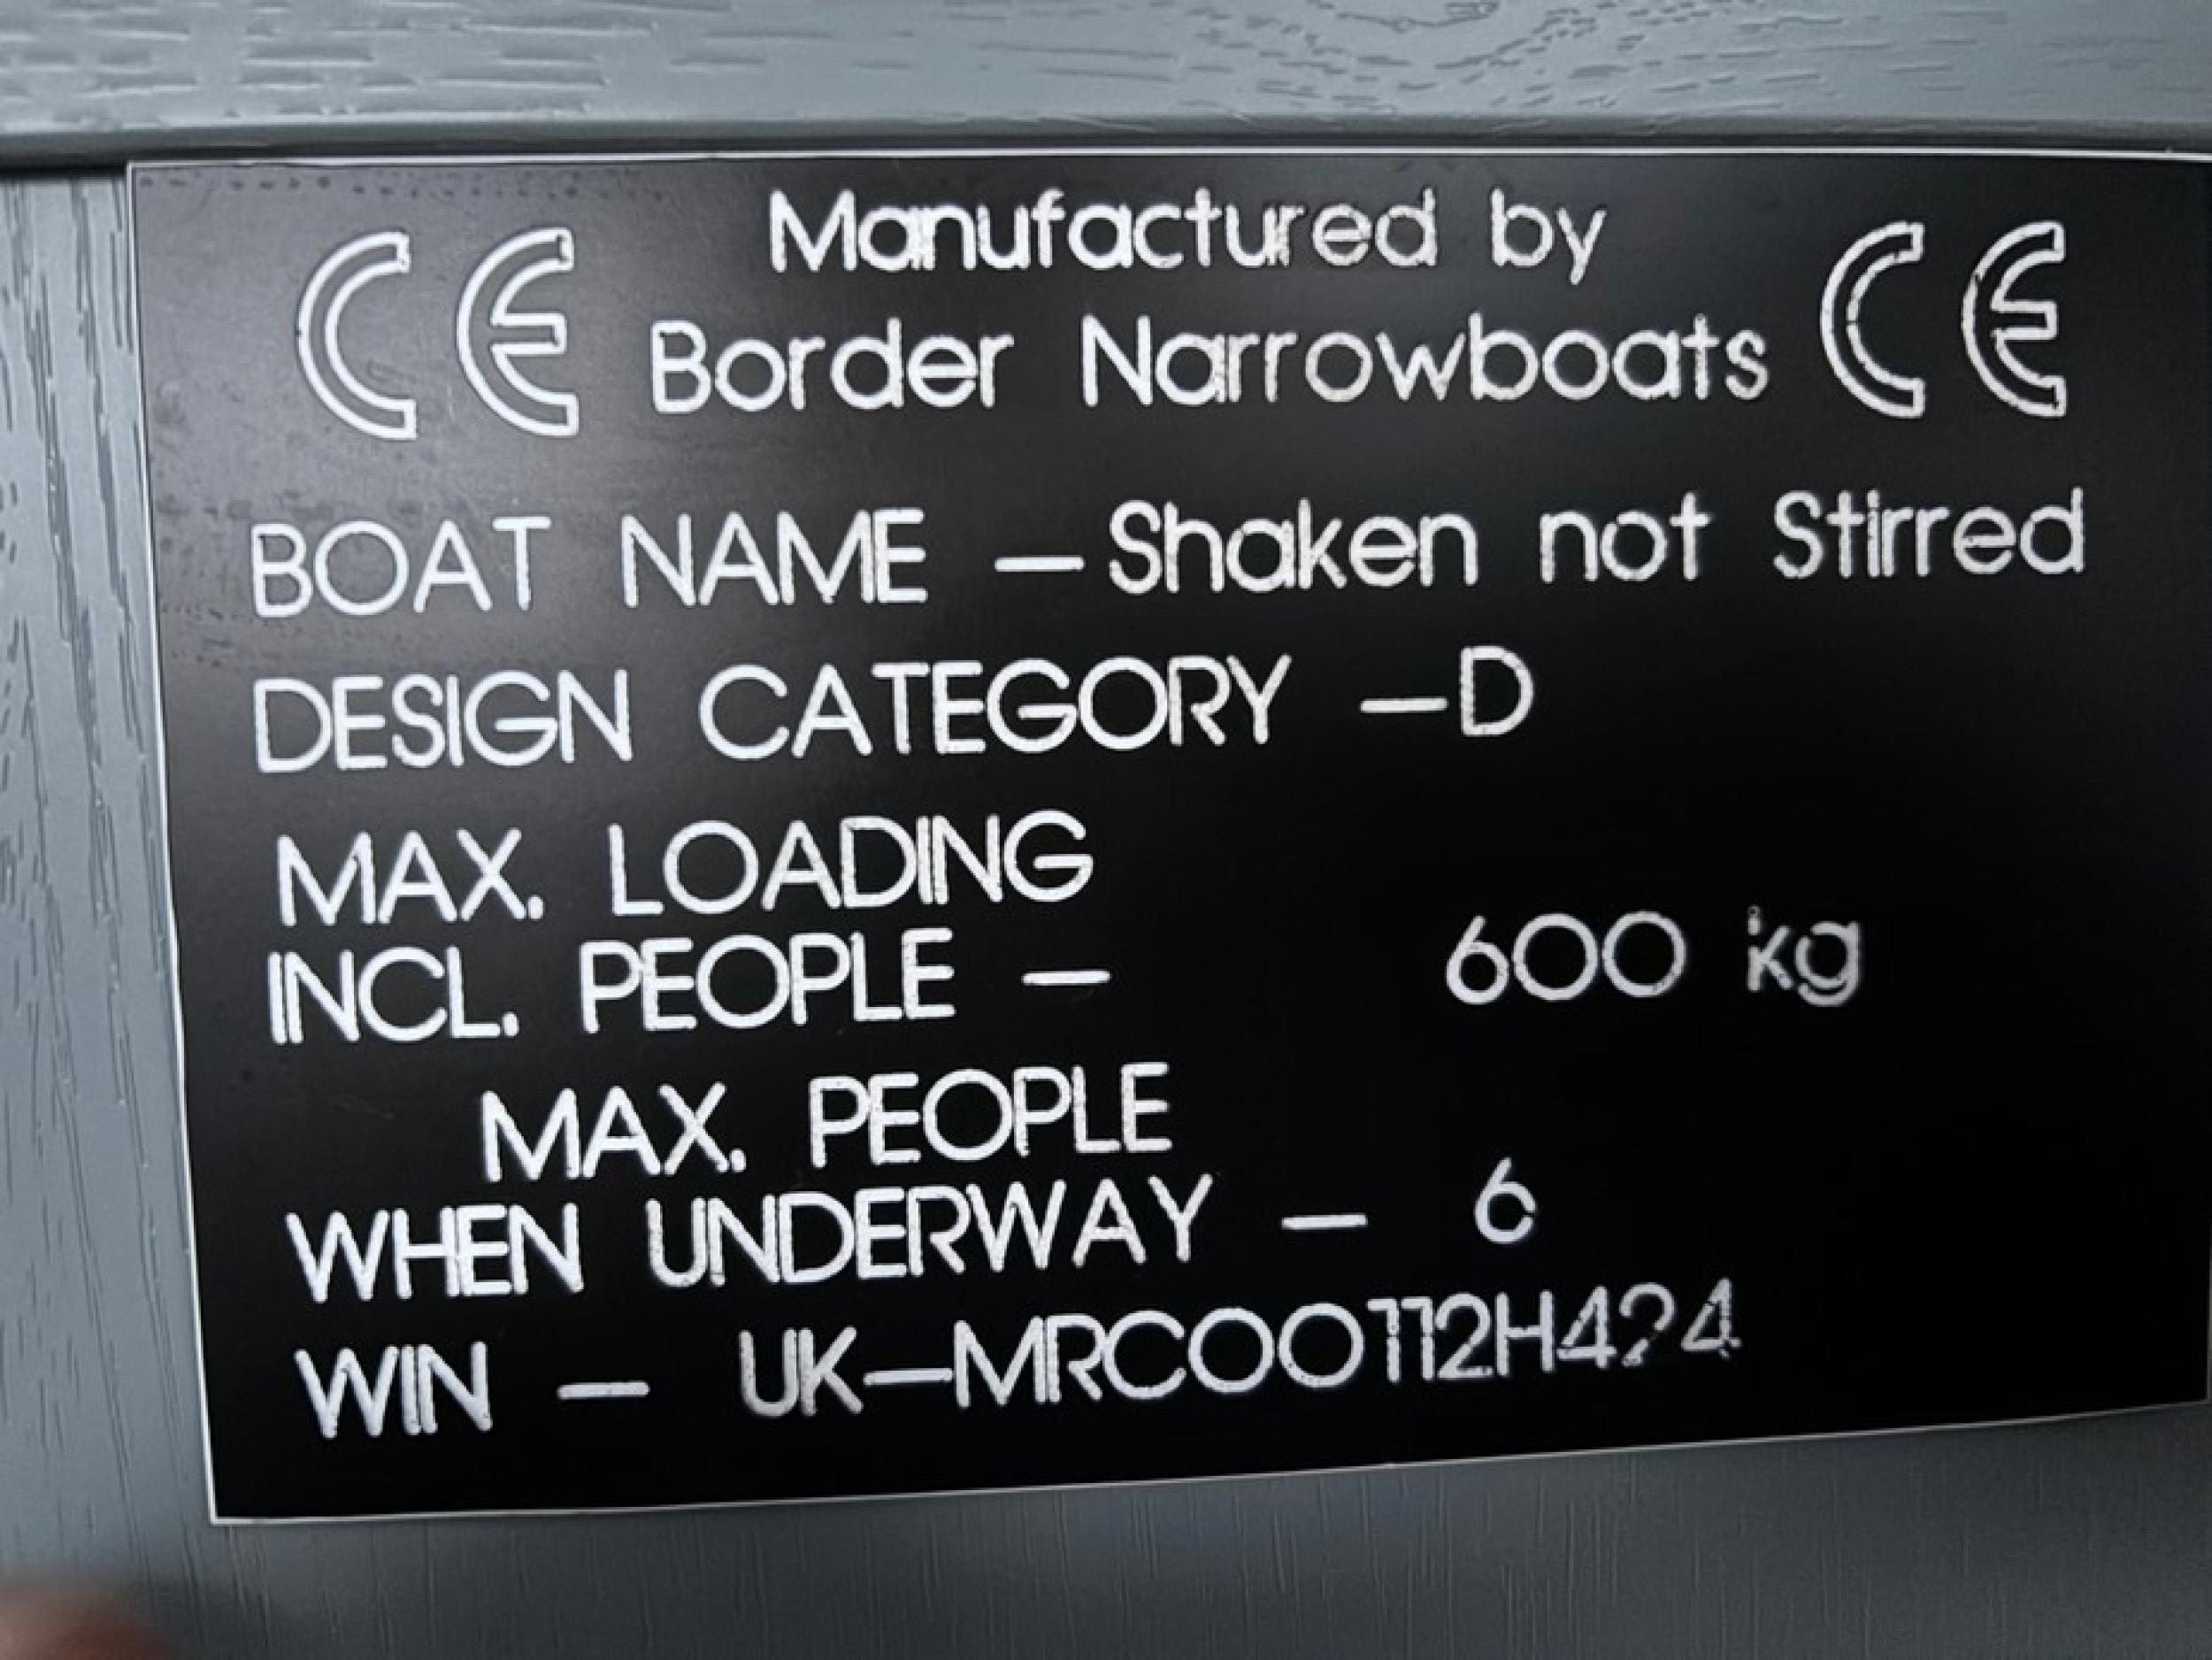 CE Manufactured by CE
Border Narrowboats
BOAT NAME – Shaken not Stirred
DESIGN CATEGORY – D
MAX. LOADING
INCL. PEOPLE – 600 kg
MAX. PEOPLE
WHEN UNDERWAY – 6
WIN – UK–MRC00112H424